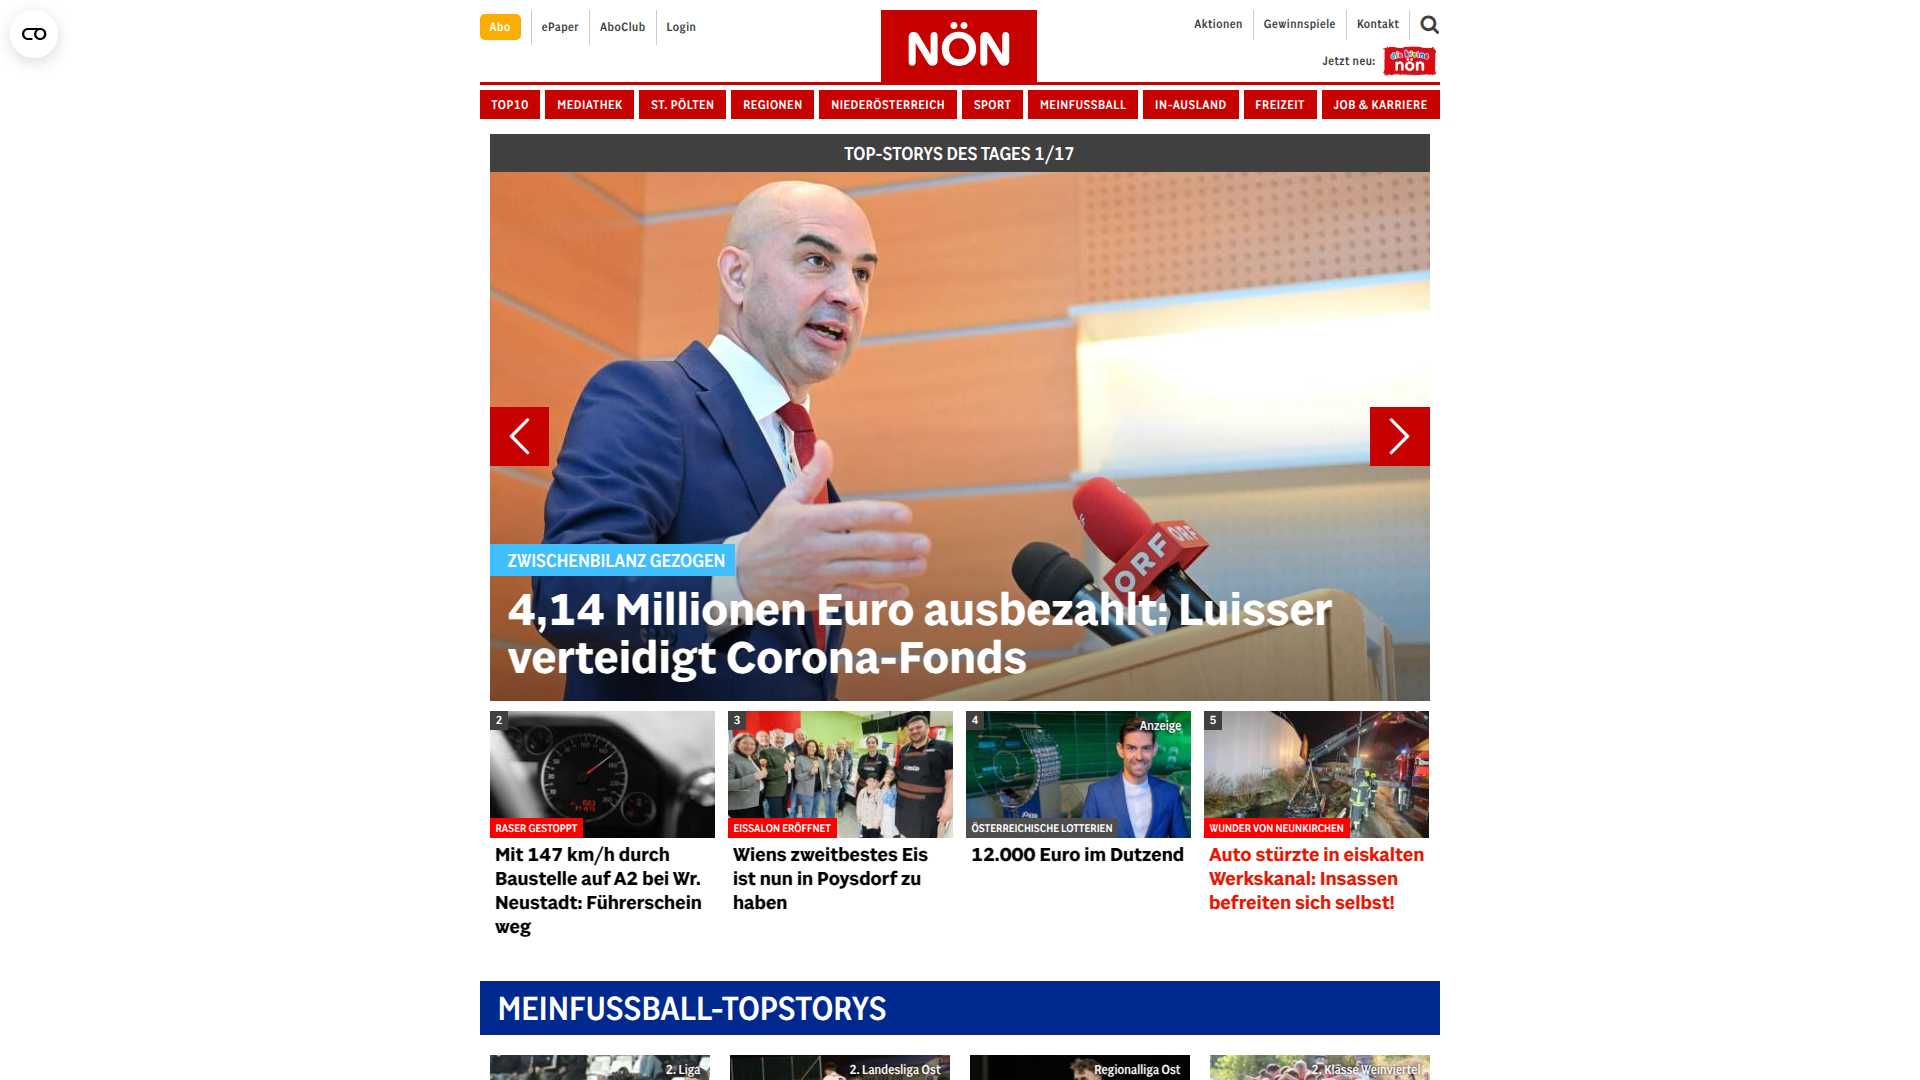 Abo
ePaper
AboClub
Login
NÖN
Aktionen
Gewinnspiele
Kontakt
Jetzt neu:
die kleine
nön
TOP10
MEDIATHEK
ST. PÖLTEN
REGIONEN
NIEDERÖSTERREICH
SPORT
MEINFUSSBALL
IN-AUSLAND
FREIZEIT
JOB & KARRIERE
TOP-STORYS DES TAGES 1/17
ORF
ORF
ZWISCHENBILANZ GEZOGEN
4,14 Millionen Euro ausbezahlt: Luisser
verteidigt Corona-Fonds
2
RASER GESTOPPT
Mit 147 km/h durch
Baustelle auf A2 bei Wr.
Neustadt: Führerschein
weg
3
EISSALON ERÖFFNET
Wiens zweitbestes Eis
ist nun in Poysdorf zu
haben
4
Anzeige
ÖSTERREICHISCHE LOTTERIEN
12.000 Euro im Dutzend
5
WUNDER VON NEUNKIRCHEN
Auto stürzte in eiskalten
Werkskanal: Insassen
befreiten sich selbst!
MEINFUSSBALL-TOPSTORYS
2. Liga
2. Landesliga Ost
Regionalliga Ost
2. Klasse Weinviertel